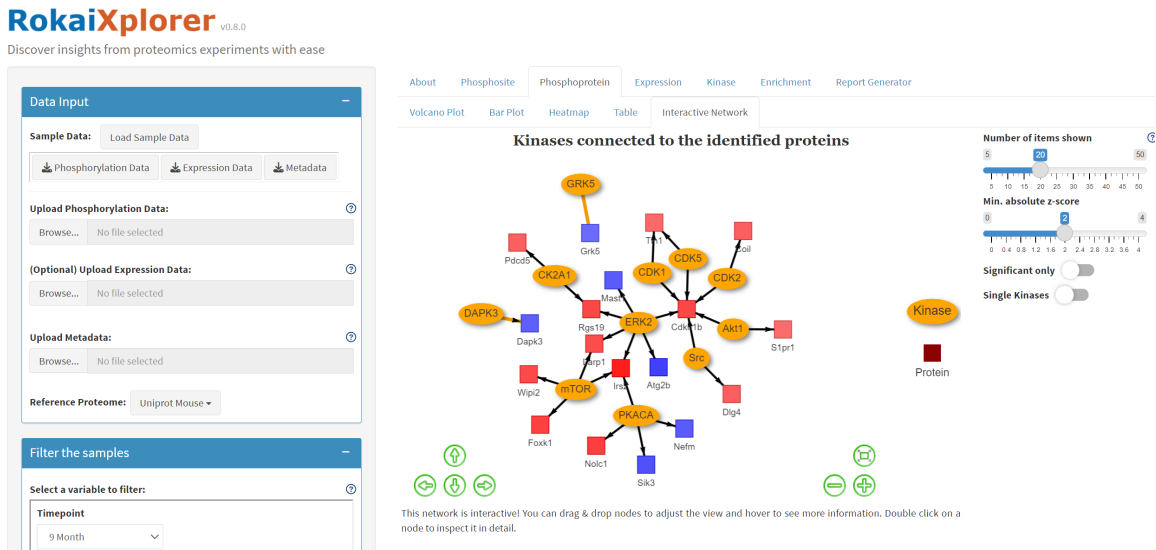 RokaiXplorer v0.8.0
Discover insights from proteomics experiments with ease
Data Input
Sample Data: Load Sample Data
Phosphorylation Data Expression Data Metadata
Upload Phosphorylation Data:
Browse... No file selected
(Optional) Upload Expression Data:
Browse... No file selected
Upload Metadata:
Browse... No file selected
Reference Proteome: Uniprot Mouse
Filter the samples
Select a variable to filter:
Timepoint
9 Month
About Phosphosite Phosphoprotein Expression Kinase Enrichment Report Generator
Volcano Plot Bar Plot Heatmap Table Interactive Network
Kinases connected to the identified proteins
GRK5
Grk5
Pdcd5
CK2A1
CDK1
CDK5
CDK2
DAPK3
Dapk3
Rgs19
ERK2
Akt1
S1pr1
Src
Wipi2
mTOR
Atg2b
Dlg4
Foxk1
PKACA
Nefm
Nolc1
Sik3
Kinase
Protein
This network is interactive! You can drag & drop nodes to adjust the view and hover to see more information. Double click on a
node to inspect it in detail.
Number of items shown
5 20 50
5 10 15 20 25 30 35 40 45 50
Min. absolute z-score
0 2 4
0 0.4 0.8 1.2 1.6 2 2.4 2.8 3.2 3.6 4
Significant only
Single Kinases